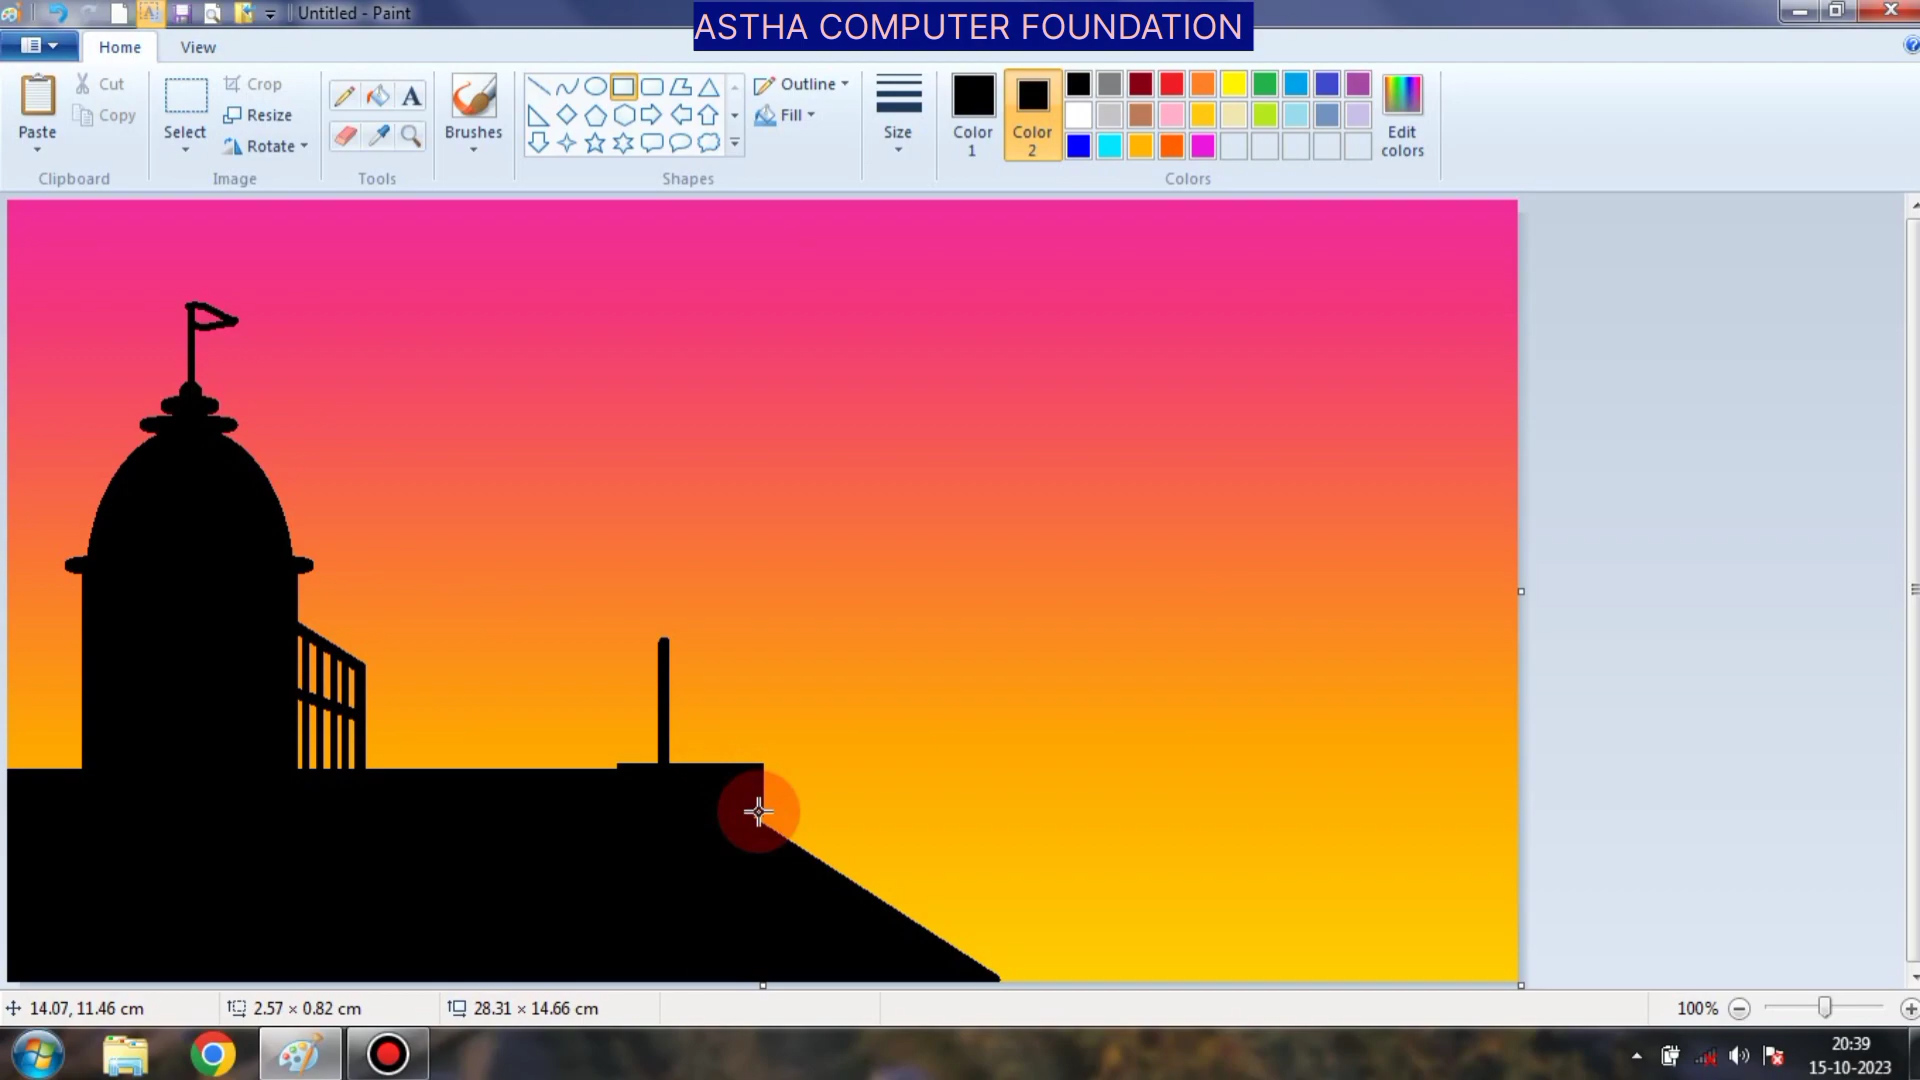 Untitled - Paint
ASTHA COMPUTER FOUNDATION
Home
View
Paste
Cut
Copy
Clipboard
Select
Crop
Resize
Rotate
Image
A
Tools
Brushes
Outline
Fill
Shapes
Size
Color
1
Color
2
Edit
colors
Colors
14.07, 11.46 cm
2.57 × 0.82 cm
28.31 × 14.66 cm
100%
20:39
15-10-2023